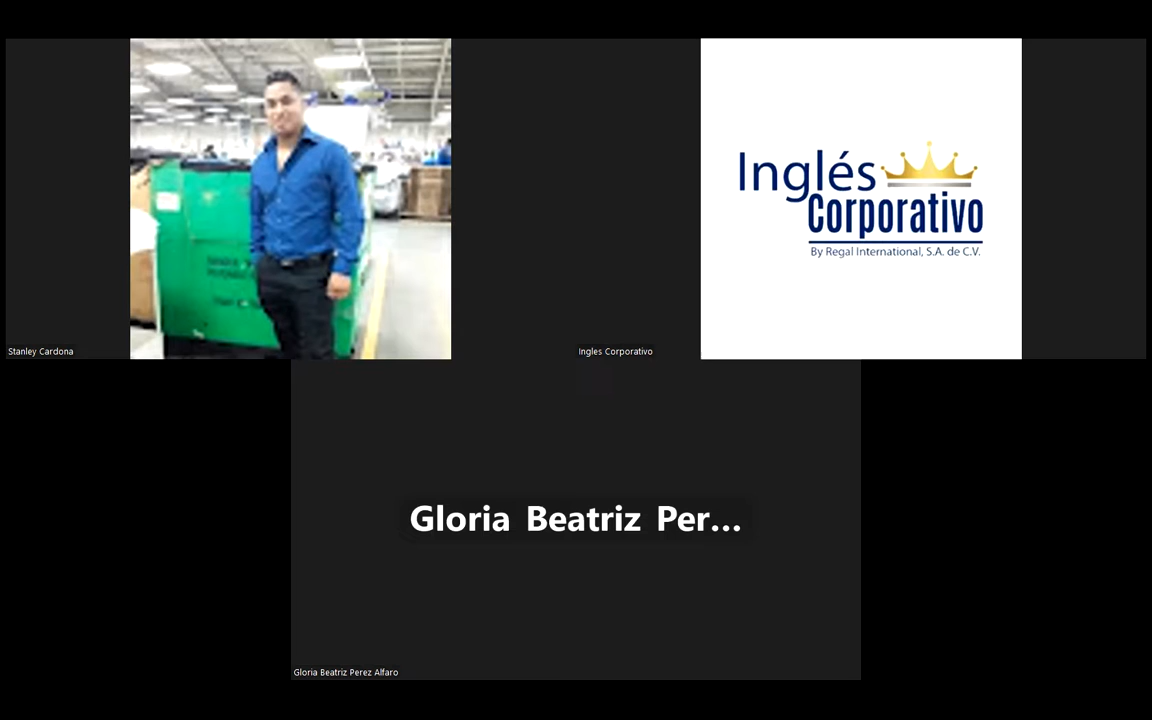 Inglés
Corporativo
By Regal International, S.A. de C.V.
Stanley Cardona
Ingles Corporativo
Gloria Beatriz Per...
Gloria Beatriz Perez Alfaro